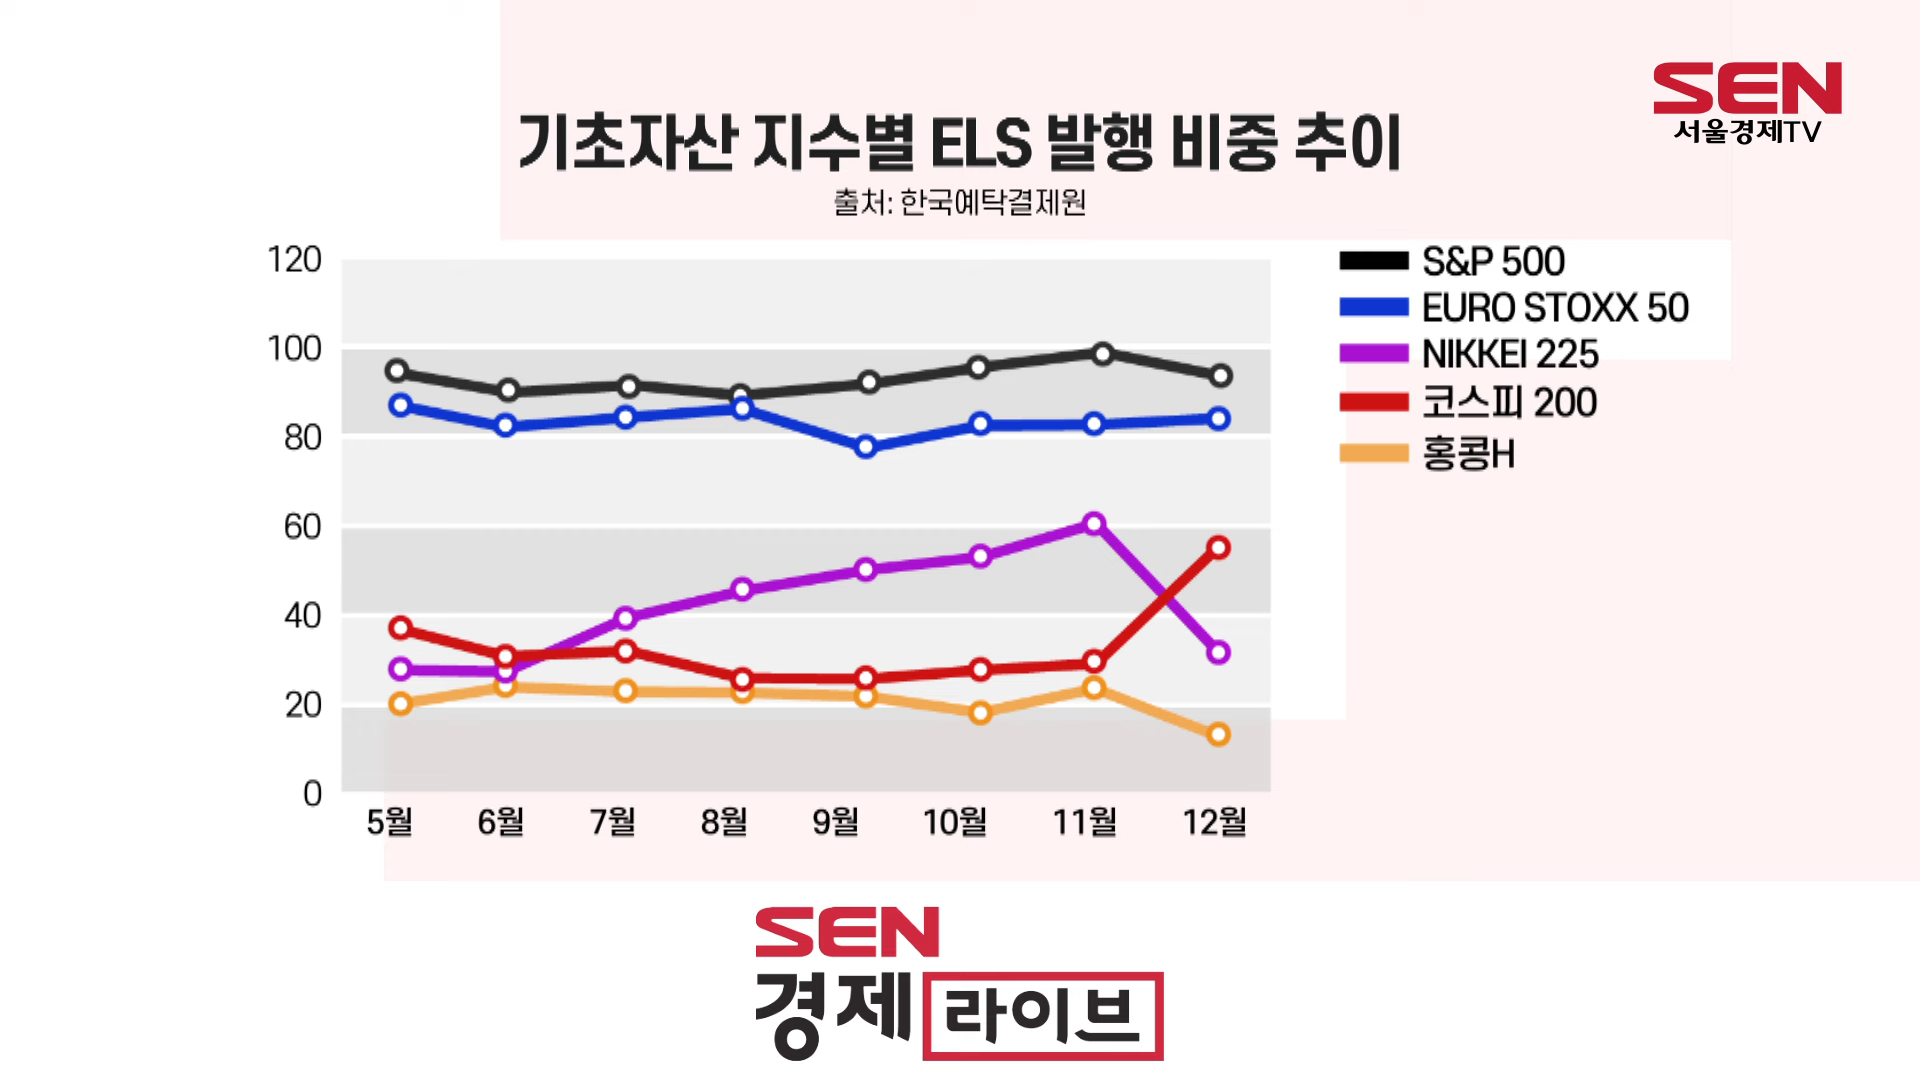 SEN
서울경제TV
기초자산 지수별 ELS 발행 비중 추이
출처: 한국예탁결제원
120
100
80
60
40
20
0
5월 6월 7월 8월 9월 10월 11월 12월
S&P 500
EURO STOXX 50
NIKKEI 225
코스피 200
홍콩H
SEN
경제 라이브